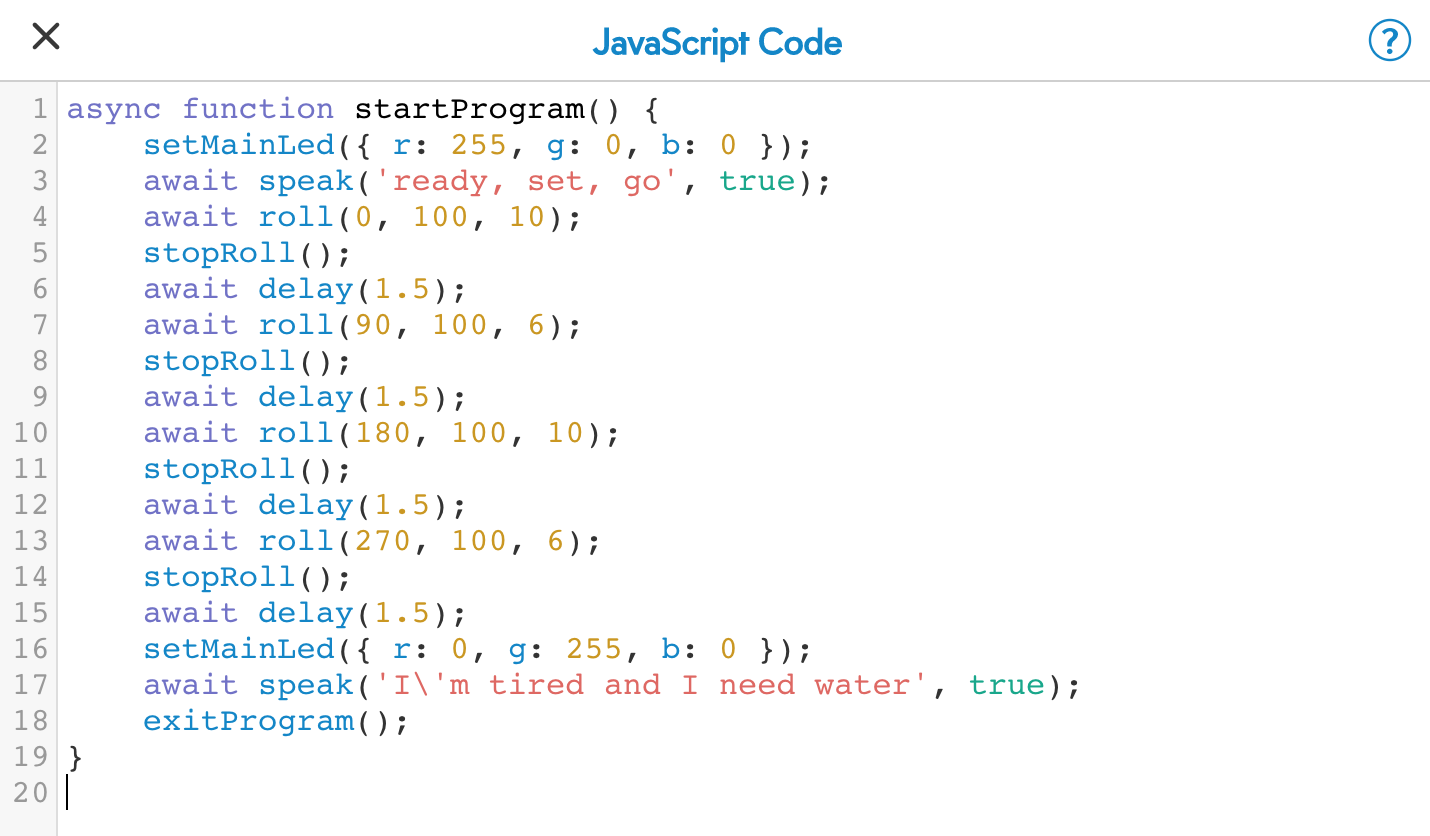 JavaScript Code
?
1 async function startProgram() {
2     setMainLed({ r: 255, g: 0, b: 0 });
3     await speak('ready, set, go', true);
4     await roll(0, 100, 10);
5     stopRoll();
6     await delay(1.5);
7     await roll(90, 100, 6);
8     stopRoll();
9     await delay(1.5);
10     await roll(180, 100, 10);
11     stopRoll();
12     await delay(1.5);
13     await roll(270, 100, 6);
14     stopRoll();
15     await delay(1.5);
16     setMainLed({ r: 0, g: 255, b: 0 });
17     await speak('I\'m tired and I need water', true);
18     exitProgram();
19 }
20